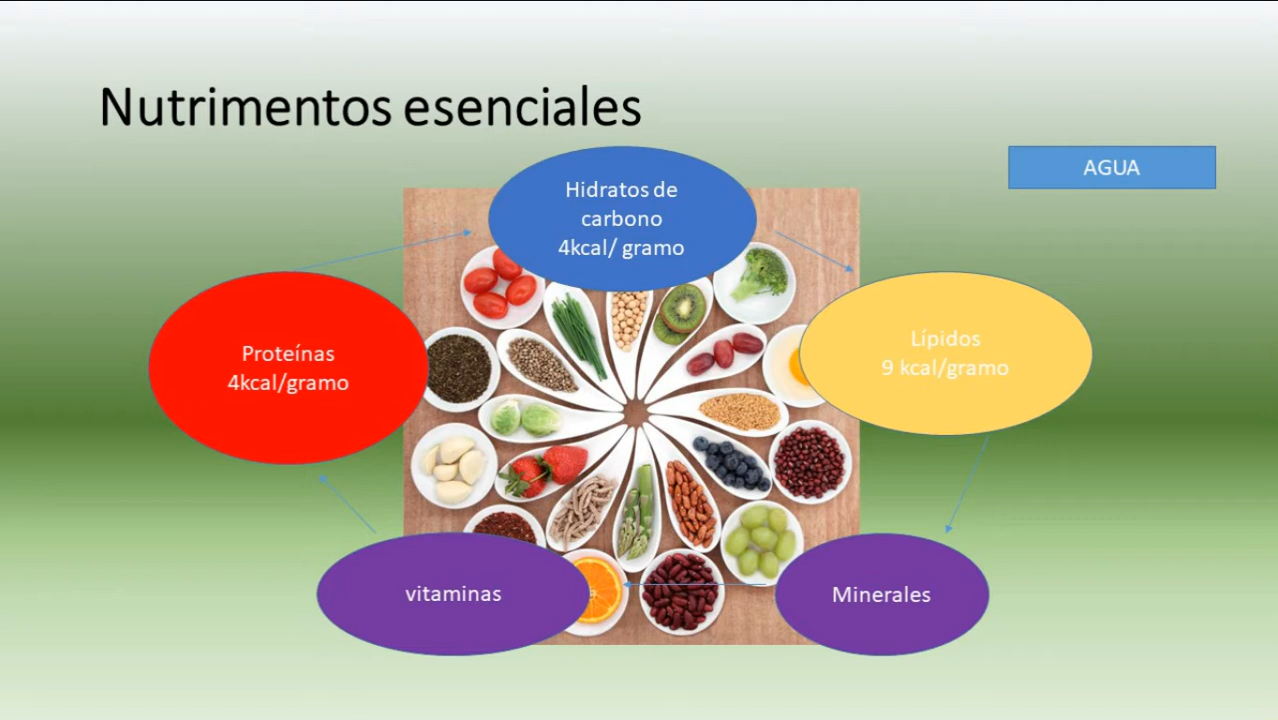 Nutrimentos esenciales
AGUA
Hidratos de
carbono
4kcal/ gramo
Proteínas
4kcal/gramo
Lípidos
9 kcal/gramo
vitaminas
Minerales